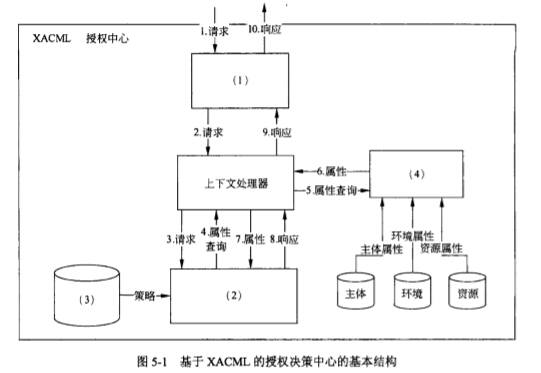 1.请求
10.响应
XACML 授权中心
(1)
2.请求
9.响应
上下文处理器
6.属性
5.属性查询
(4)
3.请求
4.属性
查询
7.属性
8.响应
环境属性
主体属性
资源属性
(3)
策略
(2)
主体
环境
资源
图 5-1 基于 XACML 的授权决策中心的基本结构